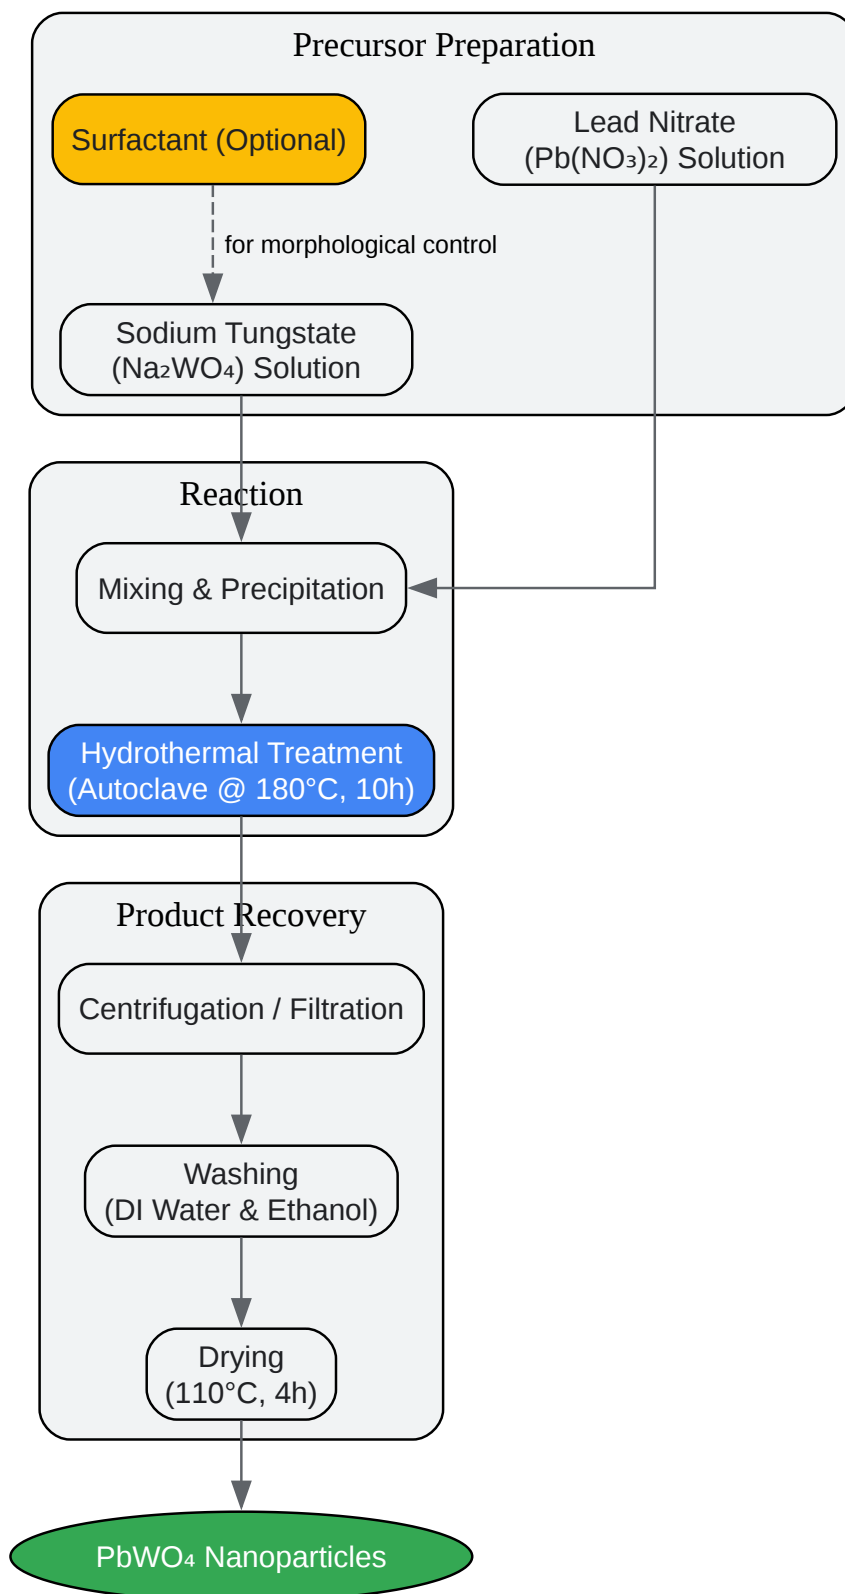 Precursor Preparation
Surfactant (Optional)
Lead Nitrate
(Pb(NO₃)₂) Solution
for morphological control
Sodium Tungstate
(Na₂WO₄) Solution
Reaction
Mixing & Precipitation
Hydrothermal Treatment
(Autoclave @ 180°C, 10h)
Product Recovery
Centrifugation / Filtration
Washing
(DI Water & Ethanol)
Drying
(110°C, 4h)
PbWO₄ Nanoparticles